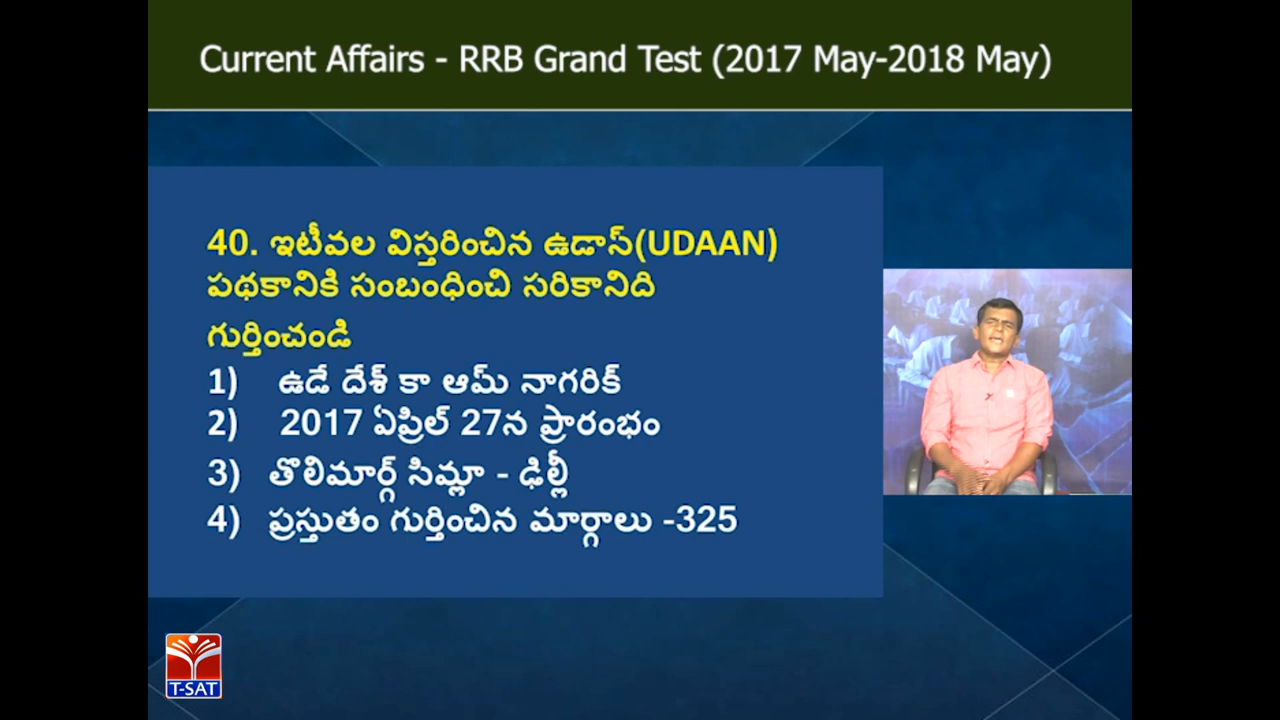 Current Affairs - RRB Grand Test (2017 May-2018 May)
40. ఇటీవల విస్తరించిన ఉడాన్(UDAAN)
పథకానికి సంబంధించి సరికానిది
గుర్తించండి
1) ఉడే దేశ్ కా ఆమ్ నాగరిక్
2) 2017 ఏప్రిల్ 27న ప్రారంభం
3) తొలిమార్గ్ సిమ్లా - ఢిల్లీ
4) ప్రస్తుతం గుర్తించిన మార్గాలు -325
T-SAT